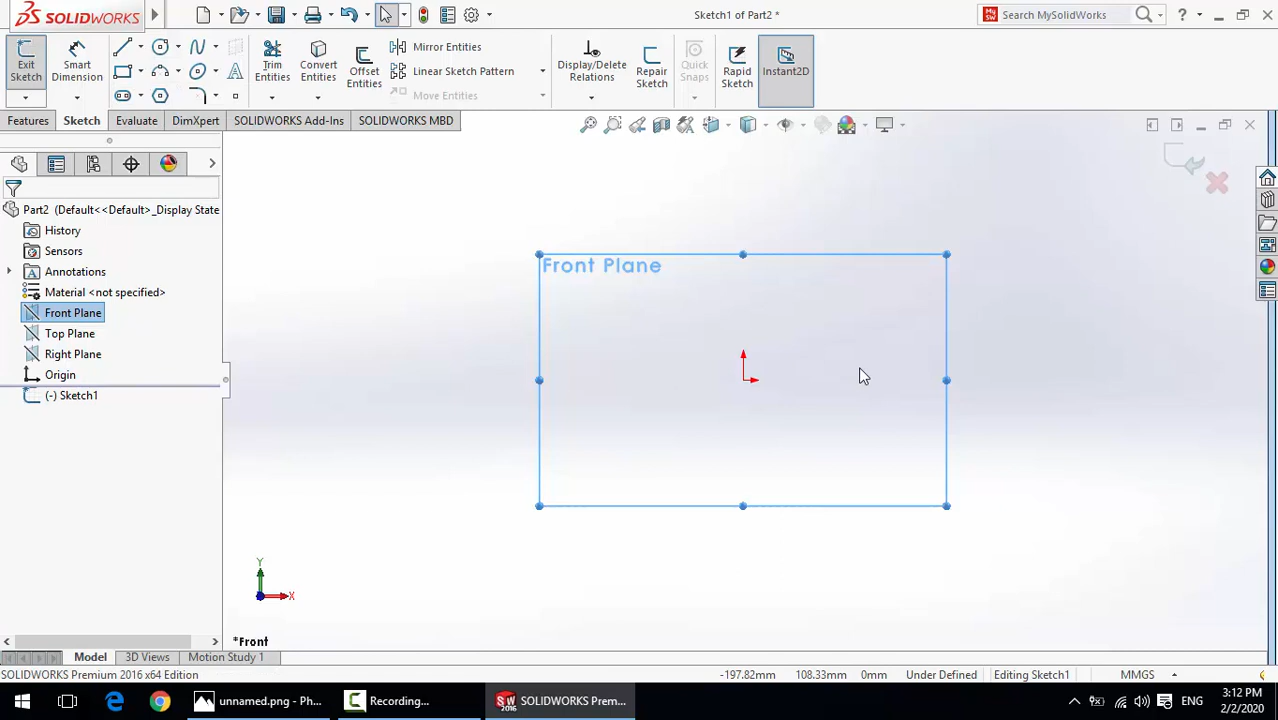 SOLIDWORKS
Sketch1 of Part2 *
Search MySolidWorks
?
Exit
Sketch
Smart
Dimension
Trim
Entities
Convert
Entities
Offset
Entities
Mirror Entities
Linear Sketch Pattern
Move Entities
Display/Delete
Relations
Repair
Sketch
Quick
Snaps
Rapid
Sketch
Instant2D
Features
Sketch
Evaluate
DimXpert
SOLIDWORKS Add-Ins
SOLIDWORKS MBD
Part2 (Default<<Default>_Display State
History
Sensors
Annotations
Material <not specified>
Front Plane
Top Plane
Right Plane
Origin
(-) Sketch1
Front Plane
Y
X
*Front
Model
3D Views
Motion Study 1
SOLIDWORKS Premium 2016 x64 Edition
-197.82mm
108.33mm
0mm
Under Defined
Editing Sketch1
MMGS
unnamed.png - Ph...
Recording...
SOLIDWORKS Prem...
ENG
3:12 PM
2/2/2020